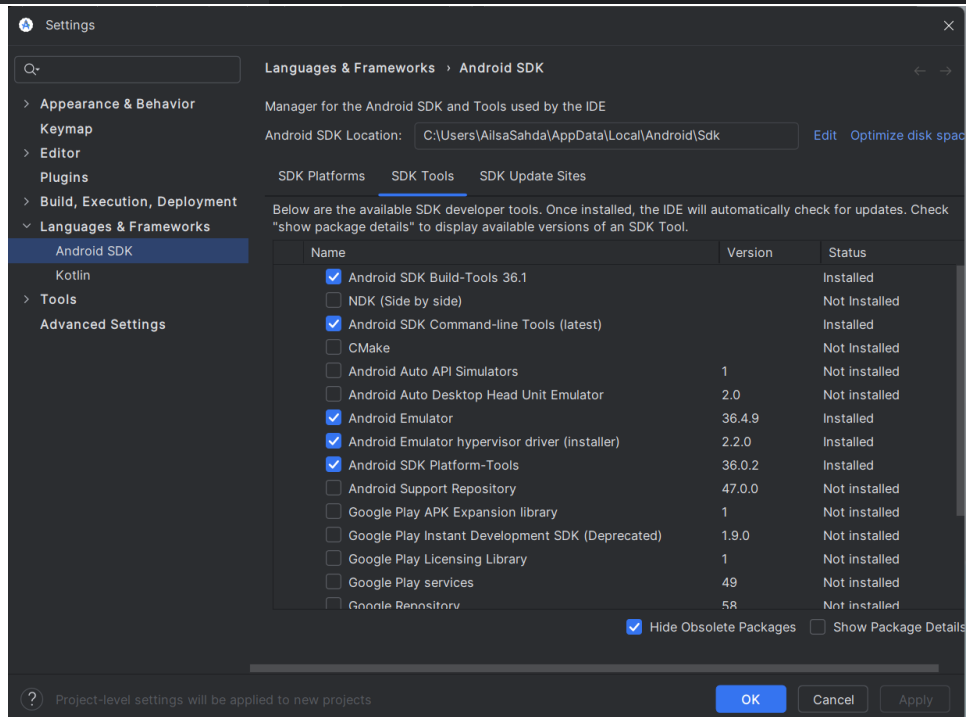 Settings
Languages & Frameworks › Android SDK
Appearance & Behavior
Keymap
Editor
Plugins
Build, Execution, Deployment
Languages & Frameworks
Android SDK
Kotlin
Tools
Advanced Settings
Manager for the Android SDK and Tools used by the IDE
Android SDK Location: C:\Users\AilsaSahda\AppData\Local\Android\Sdk Edit Optimize disk spac
SDK Platforms SDK Tools SDK Update Sites
Below are the available SDK developer tools. Once installed, the IDE will automatically check for updates. Check
"show package details" to display available versions of an SDK Tool.
Name Version Status
Android SDK Build-Tools 36.1 Installed
NDK (Side by side) Not Installed
Android SDK Command-line Tools (latest) Installed
CMake Not Installed
Android Auto API Simulators 1 Not installed
Android Auto Desktop Head Unit Emulator 2.0 Not installed
Android Emulator 36.4.9 Installed
Android Emulator hypervisor driver (installer) 2.2.0 Installed
Android SDK Platform-Tools 36.0.2 Installed
Android Support Repository 47.0.0 Not installed
Google Play APK Expansion library 1 Not installed
Google Play Instant Development SDK (Deprecated) 1.9.0 Not installed
Google Play Licensing Library 1 Not installed
Google Play services 49 Not installed
Google Repository 58 Not installed
Hide Obsolete Packages Show Package Details
? Project-level settings will be applied to new projects
OK Cancel Apply